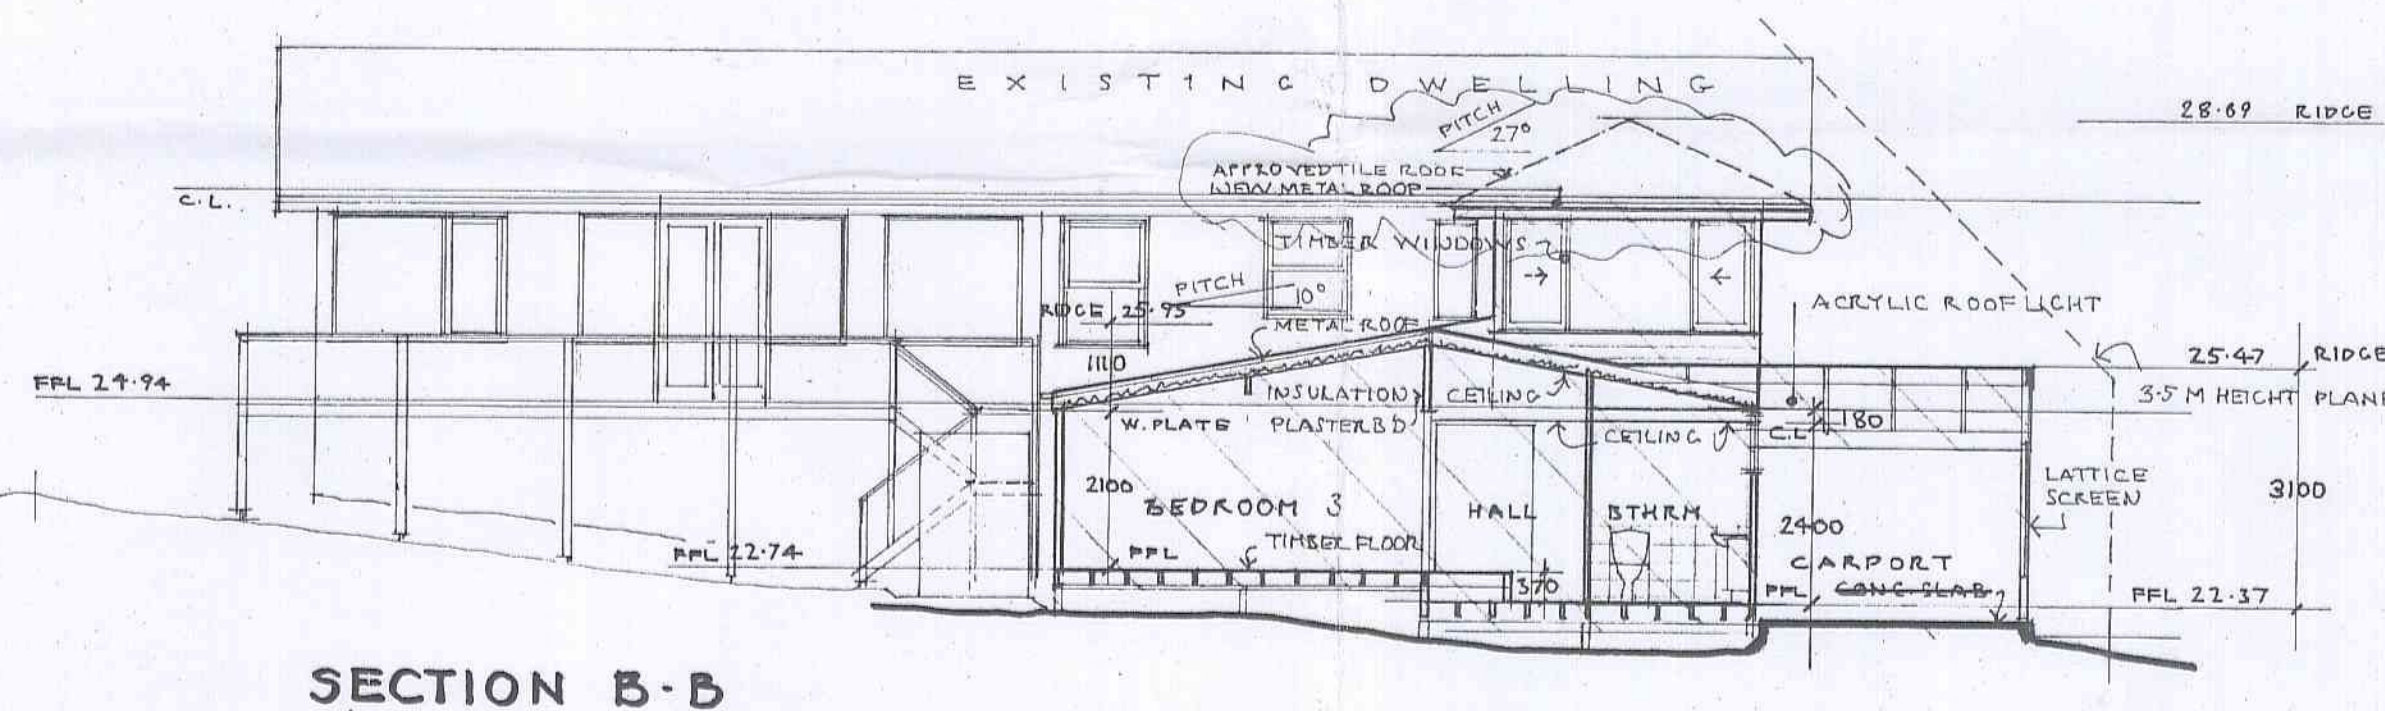 EXISTING DWELLING
28.69 RIDGE
PITCH
27°
APPROVED TILE ROOF
NEW METAL ROOF
C.L.
TIMBER WINDOWS
PITCH
10°
RIDGE 25.95
ACRYLIC ROOF LIGHT
METAL ROOF
25.47 RIDGE
1110
FFL 24.94
INSULATION
CEILING
3.5 M HEIGHT PLANE
W. PLATE
PLASTERB'D
180
CEILING
C.L
LATTICE
SCREEN
2100
BEDROOM 3
HALL
BTHRM
2400
3100
FFL 22.74
FFL
TIMBER FLOOR
CARPORT
370
FFL
CONC. SLAB
FFL 22.37
SECTION B-B